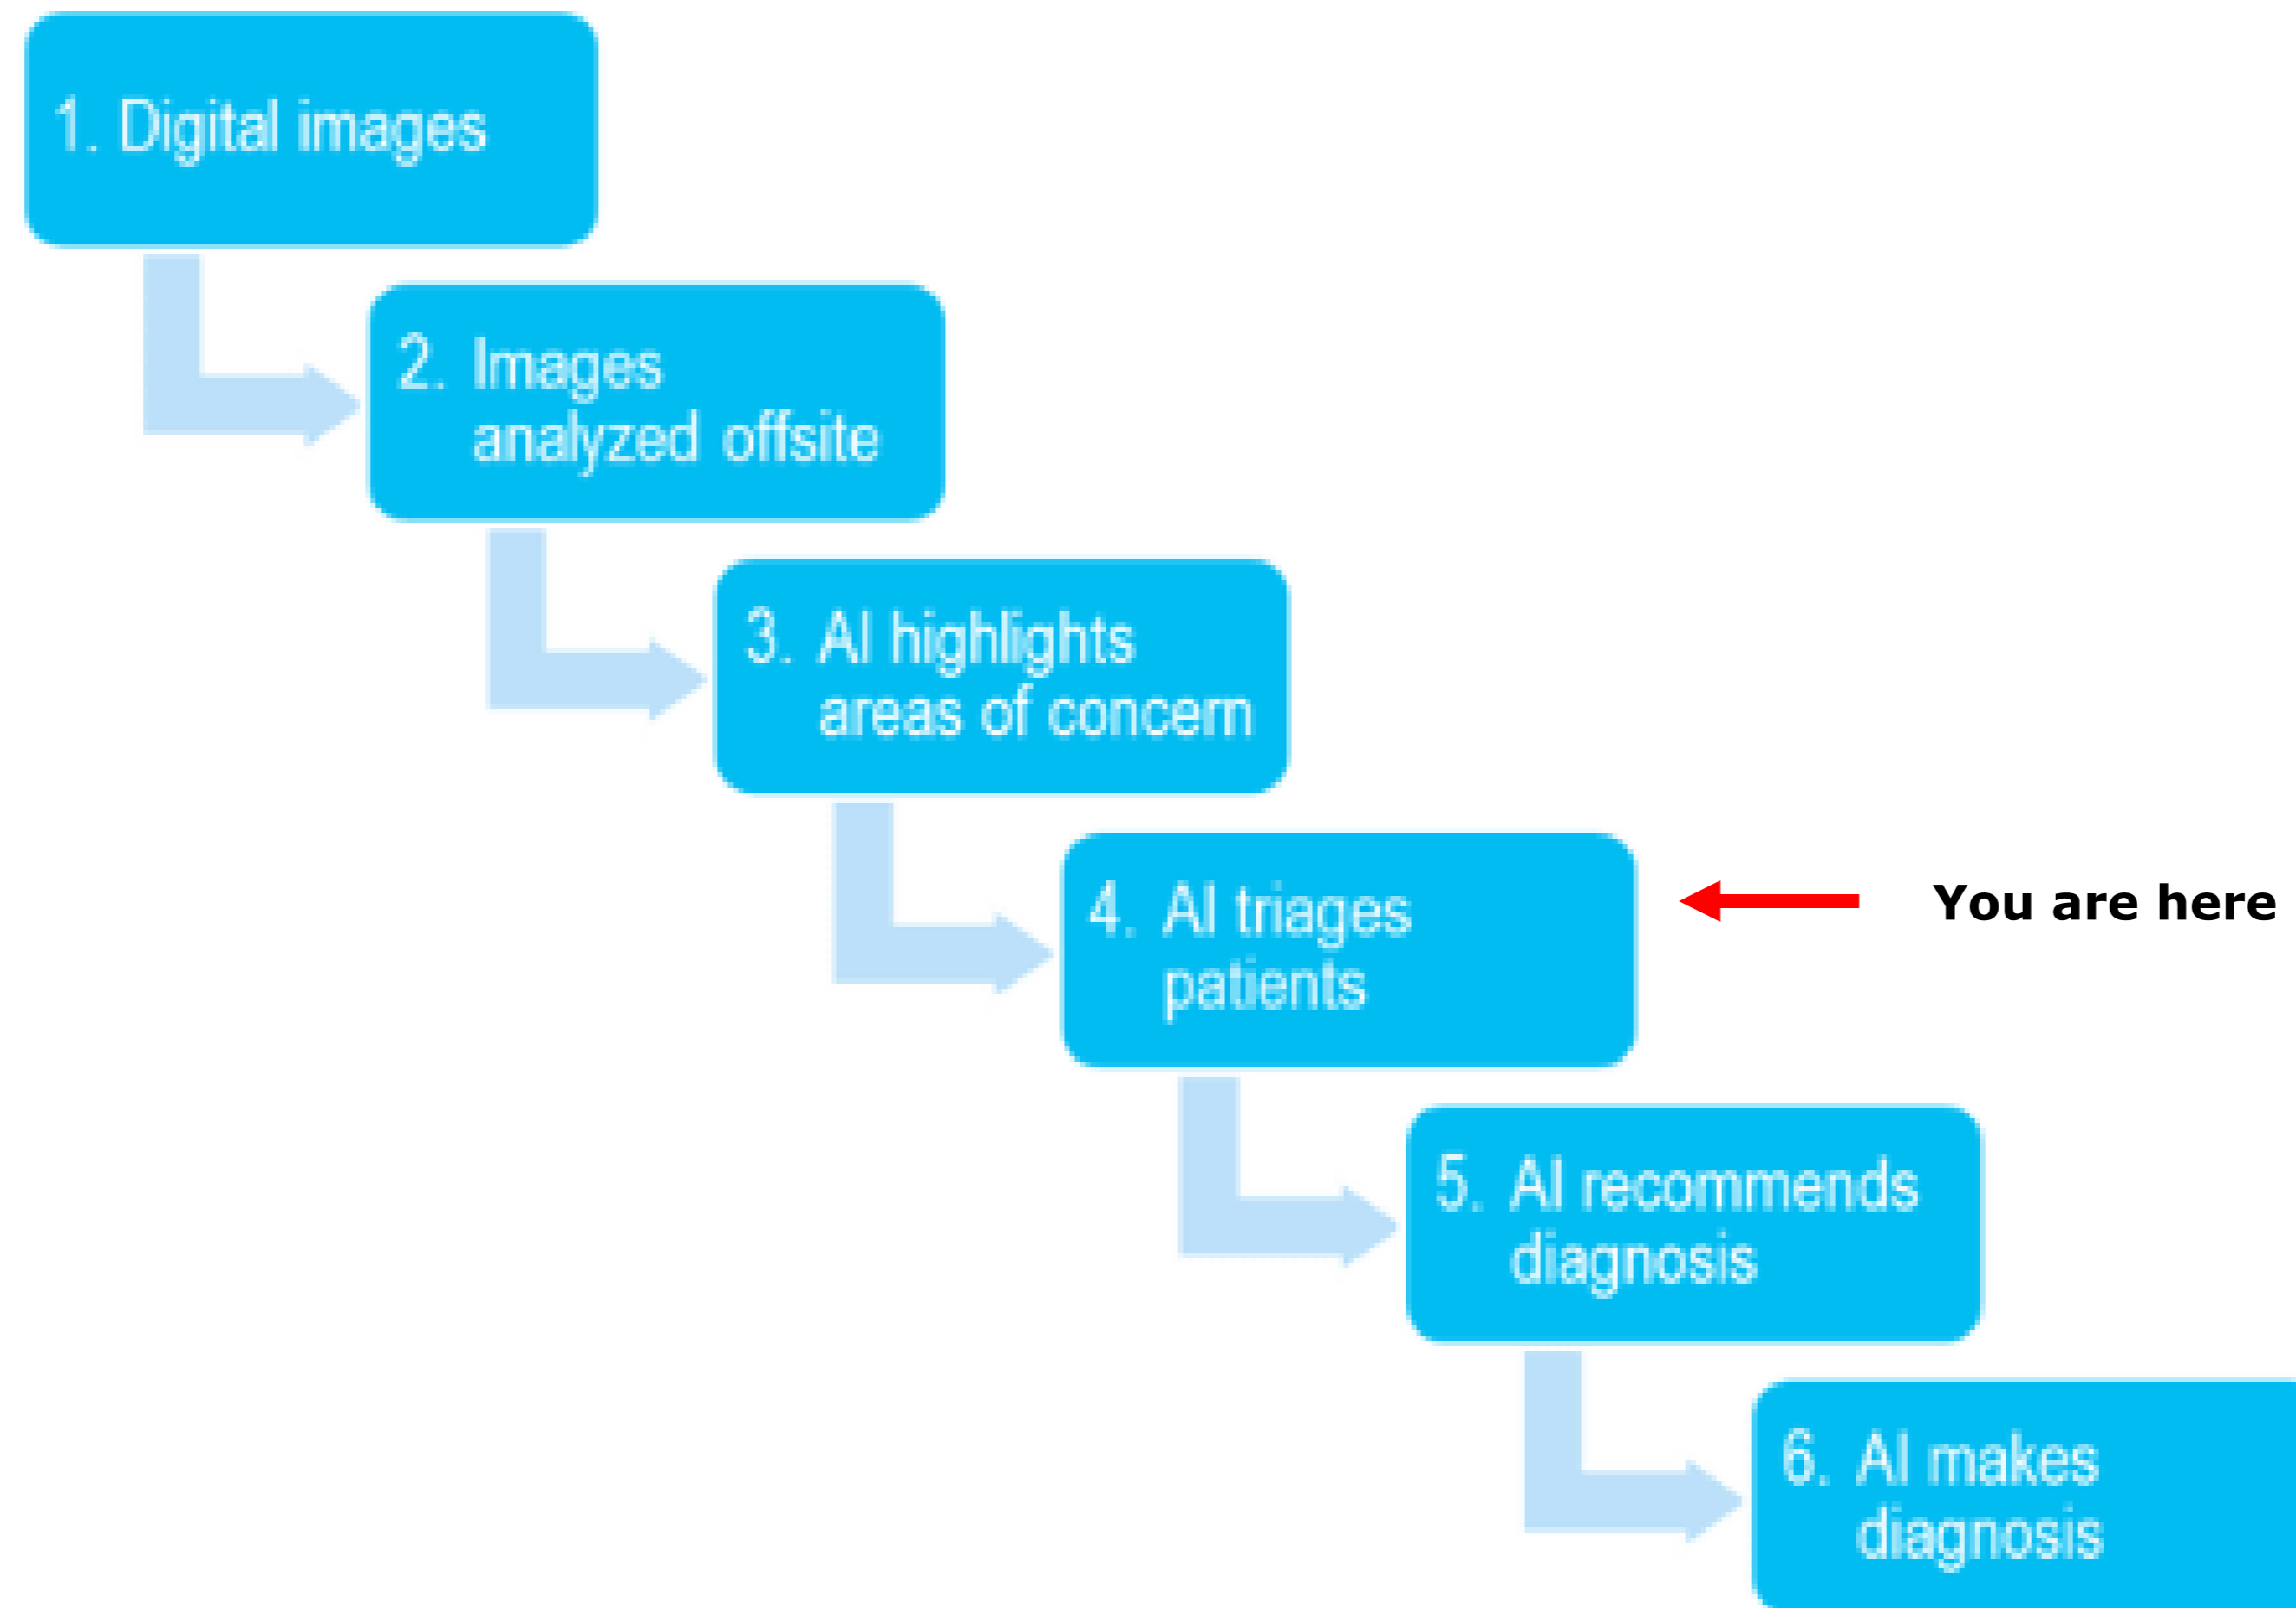 1. Digital images
2. Images
analyzed offsite
3. AI highlights
areas of concern
4. AI triages
patients
You are here
5. AI recommends
diagnosis
6. AI makes
diagnosis